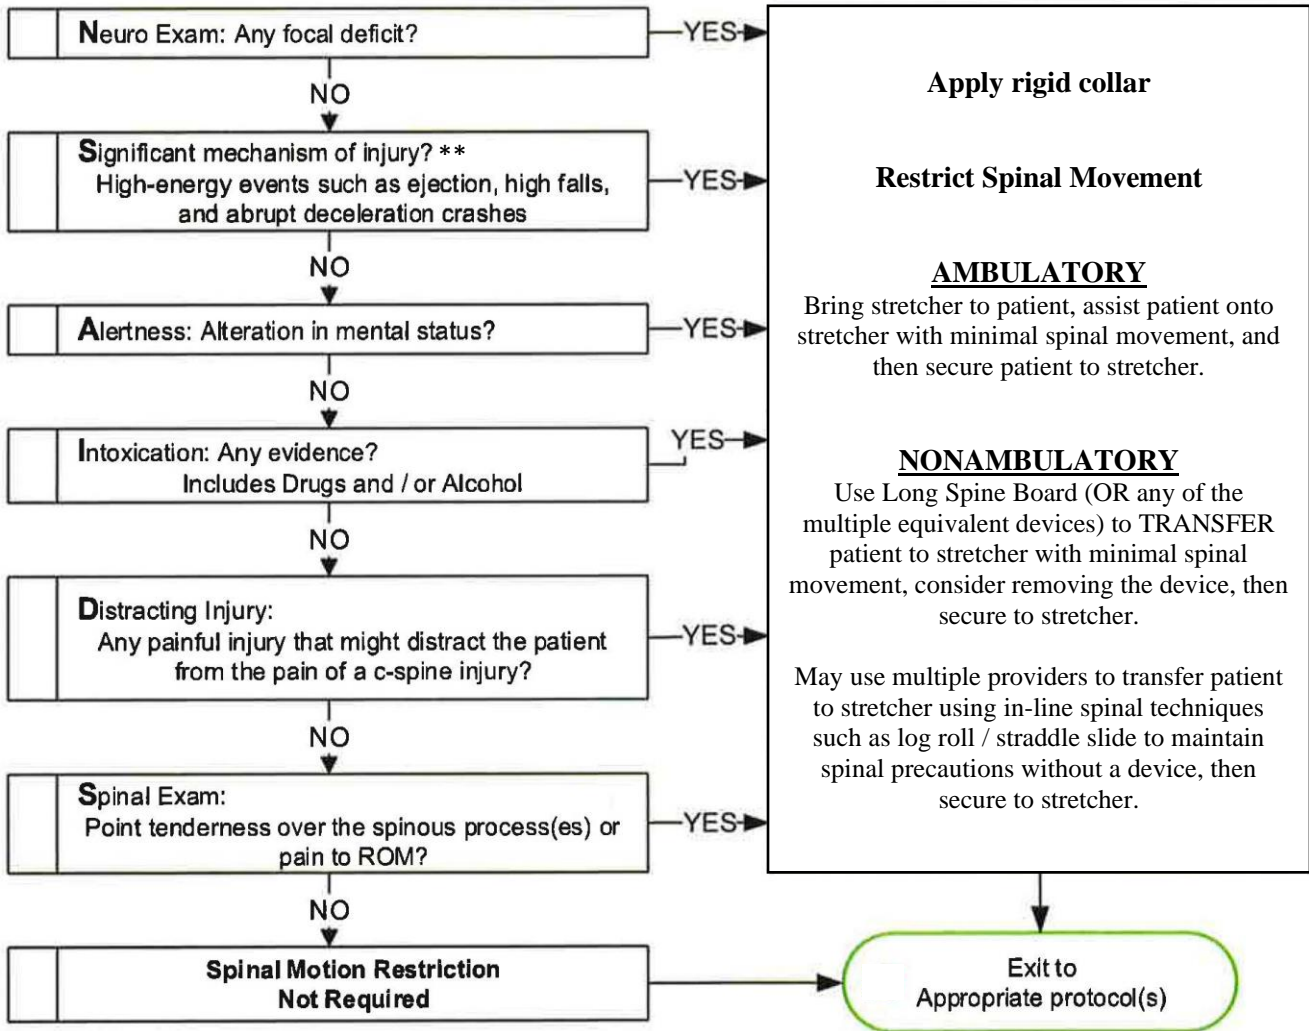 Neuro Exam: Any focal deficit?
YES
NO
Significant mechanism of injury? **
High-energy events such as ejection, high falls,
and abrupt deceleration crashes
YES
NO
Alertness: Alteration in mental status?
YES
NO
Intoxication: Any evidence?
Includes Drugs and / or Alcohol
YES
NO
Distracting Injury:
Any painful injury that might distract the patient
from the pain of a c-spine injury?
YES
NO
Spinal Exam:
Point tenderness over the spinous process(es) or
pain to ROM?
YES
NO
Spinal Motion Restriction
Not Required
Apply rigid collar
Restrict Spinal Movement
AMBULATORY
Bring stretcher to patient, assist patient onto
stretcher with minimal spinal movement, and
then secure patient to stretcher.
NONAMBULATORY
Use Long Spine Board (OR any of the
multiple equivalent devices) to TRANSFER
patient to stretcher with minimal spinal
movement, consider removing the device, then
secure to stretcher.
May use multiple providers to transfer patient
to stretcher using in-line spinal techniques
such as log roll / straddle slide to maintain
spinal precautions without a device, then
secure to stretcher.
Exit to
Appropriate protocol(s)